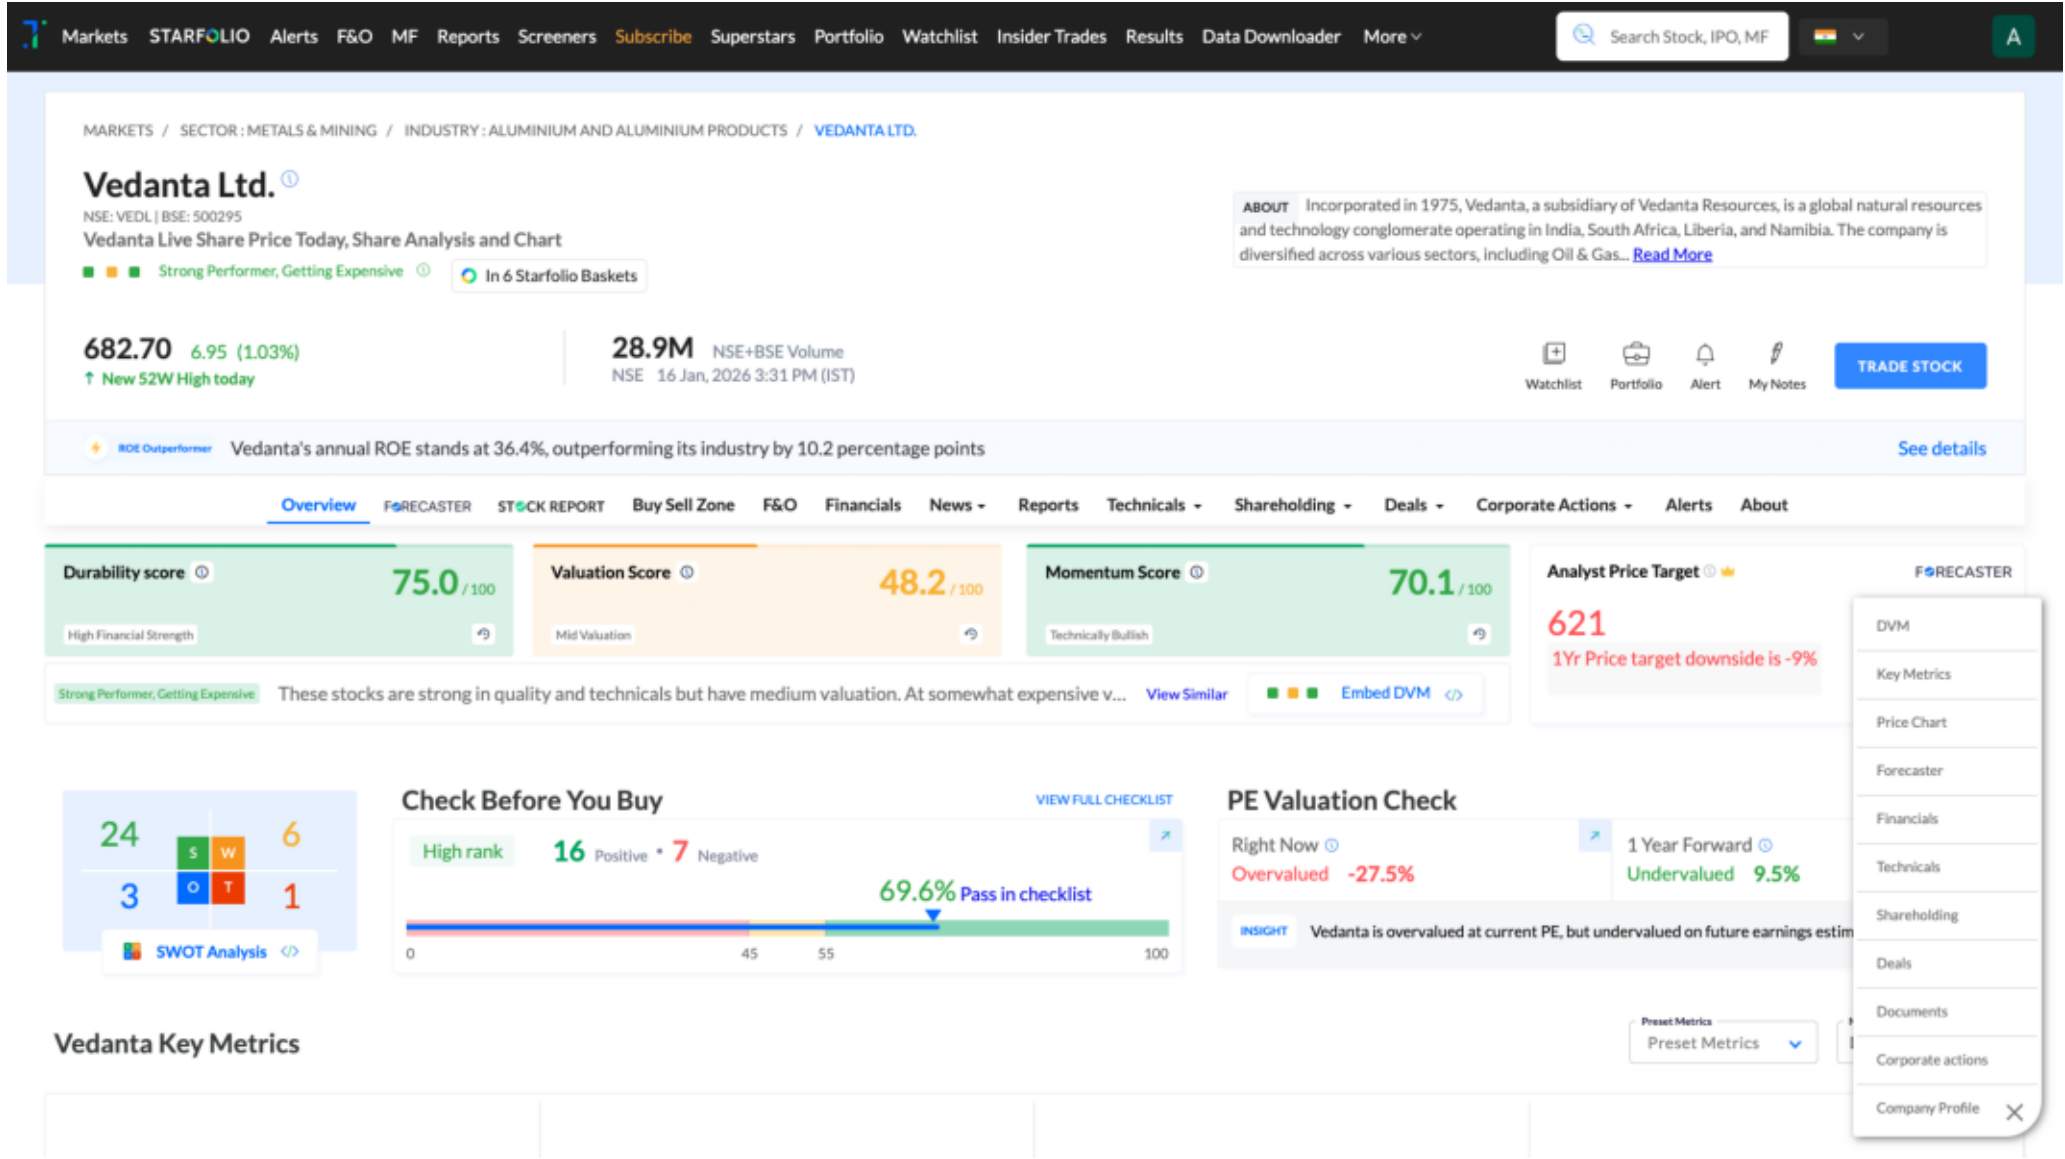 Markets STARFOLIO Alerts F&O MF Reports Screeners Subscribe Superstars Portfolio Watchlist Insider Trades Results Data Downloader More Search Stock, IPO, MF A
MARKETS / SECTOR : METALS & MINING / INDUSTRY : ALUMINIUM AND ALUMINIUM PRODUCTS / VEDANTA LTD.
Vedanta Ltd.
NSE: VEDL | BSE: 500295
Vedanta Live Share Price Today, Share Analysis and Chart
Strong Performer, Getting Expensive In 6 Starfolio Baskets
ABOUT Incorporated in 1975, Vedanta, a subsidiary of Vedanta Resources, is a global natural resources
and technology conglomerate operating in India, South Africa, Liberia, and Namibia. The company is
diversified across various sectors, including Oil & Gas... Read More
682.70 6.95 (1.03%)
New 52W High today
28.9M NSE+BSE Volume
NSE 16 Jan, 2026 3:31 PM (IST)
Watchlist Portfolio Alert My Notes TRADE STOCK
ROE Outperformer Vedanta's annual ROE stands at 36.4%, outperforming its industry by 10.2 percentage points See details
Overview FORECASTER STOCK REPORT Buy Sell Zone F&O Financials News Reports Technicals Shareholding Deals Corporate Actions Alerts About
Durability score 75.0 / 100
High Financial Strength
Valuation Score 48.2 / 100
Mid Valuation
Momentum Score 70.1 / 100
Technically Bullish
Analyst Price Target FORECASTER
621
1Yr Price target downside is -9%
Strong Performer, Getting Expensive These stocks are strong in quality and technicals but have medium valuation. At somewhat expensive v... View Similar Embed DVM </>
24 S W 6
3 O T 1
SWOT Analysis </>
Check Before You Buy VIEW FULL CHECKLIST
High rank 16 Positive • 7 Negative
69.6% Pass in checklist
0 45 55 100
PE Valuation Check
Right Now
Overvalued -27.5%
1 Year Forward
Undervalued 9.5%
INSIGHT Vedanta is overvalued at current PE, but undervalued on future earnings estim
Vedanta Key Metrics
Preset Metrics
Preset Metrics
DVM
Key Metrics
Price Chart
Forecaster
Financials
Technicals
Shareholding
Deals
Documents
Corporate actions
Company Profile